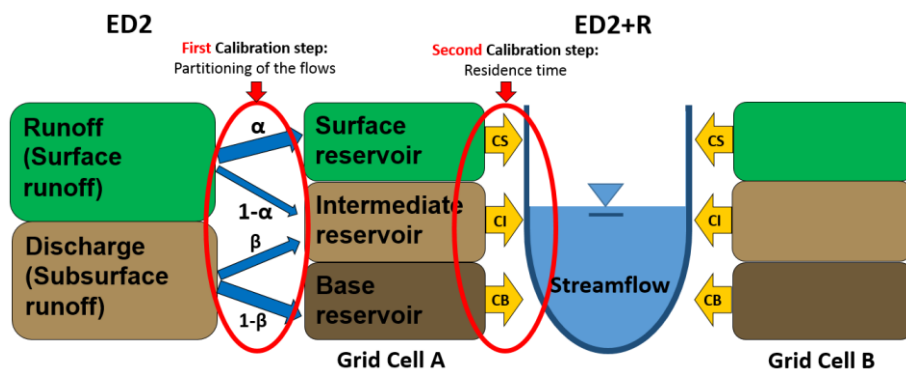 ED2
ED2+R
First Calibration step:
Partitioning of the flows
Second Calibration step:
Residence time
Runoff
(Surface
runoff)
Discharge
(Subsurface
runoff)
α
1-α
β
1-β
Surface
reservoir
Intermediate
reservoir
Base
reservoir
CS
CI
CB
Streamflow
CS
CI
CB
Grid Cell A
Grid Cell B